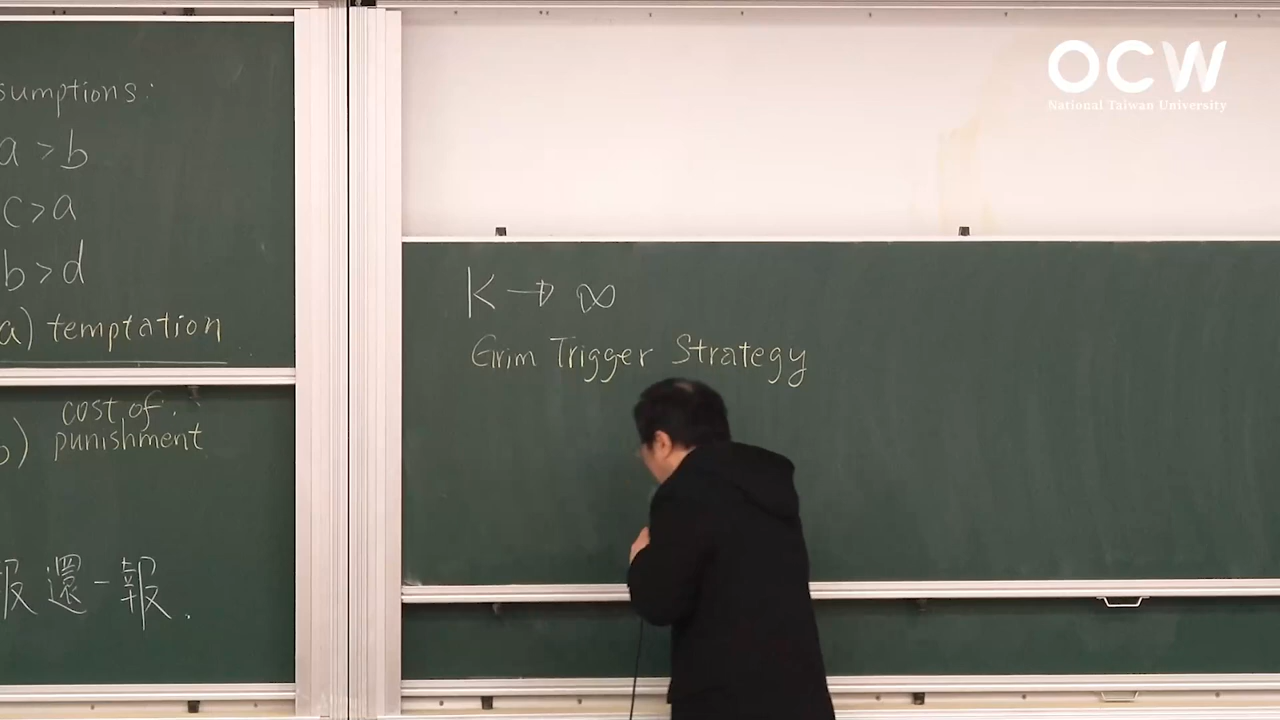 sumptions:
a > b
c > a
b > d
a) temptation
cost of
b) punishment
報還一報.
K → ∞
Grim Trigger Strategy
OCW
National Taiwan University